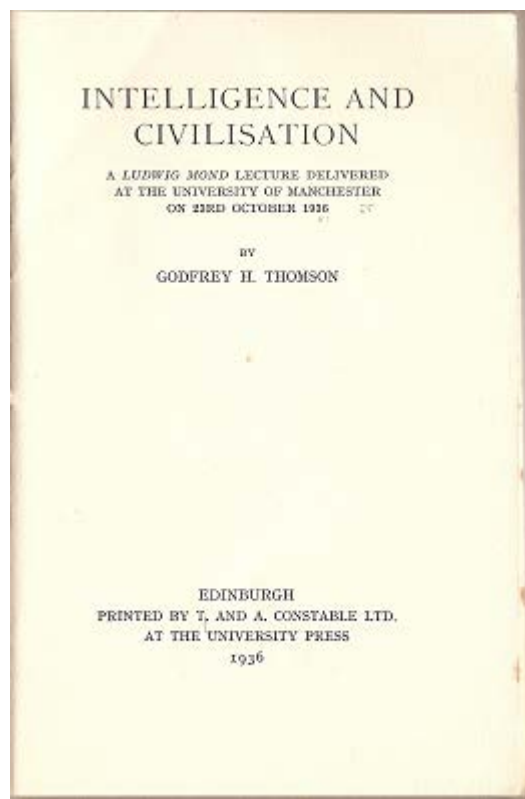 INTELLIGENCE AND
CIVILISATION
A LUDWIG MOND LECTURE DELIVERED
AT THE UNIVERSITY OF MANCHESTER
ON 23RD OCTOBER 1936
BY
GODFREY H. THOMSON
EDINBURGH
PRINTED BY T. AND A. CONSTABLE LTD.
AT THE UNIVERSITY PRESS
1936